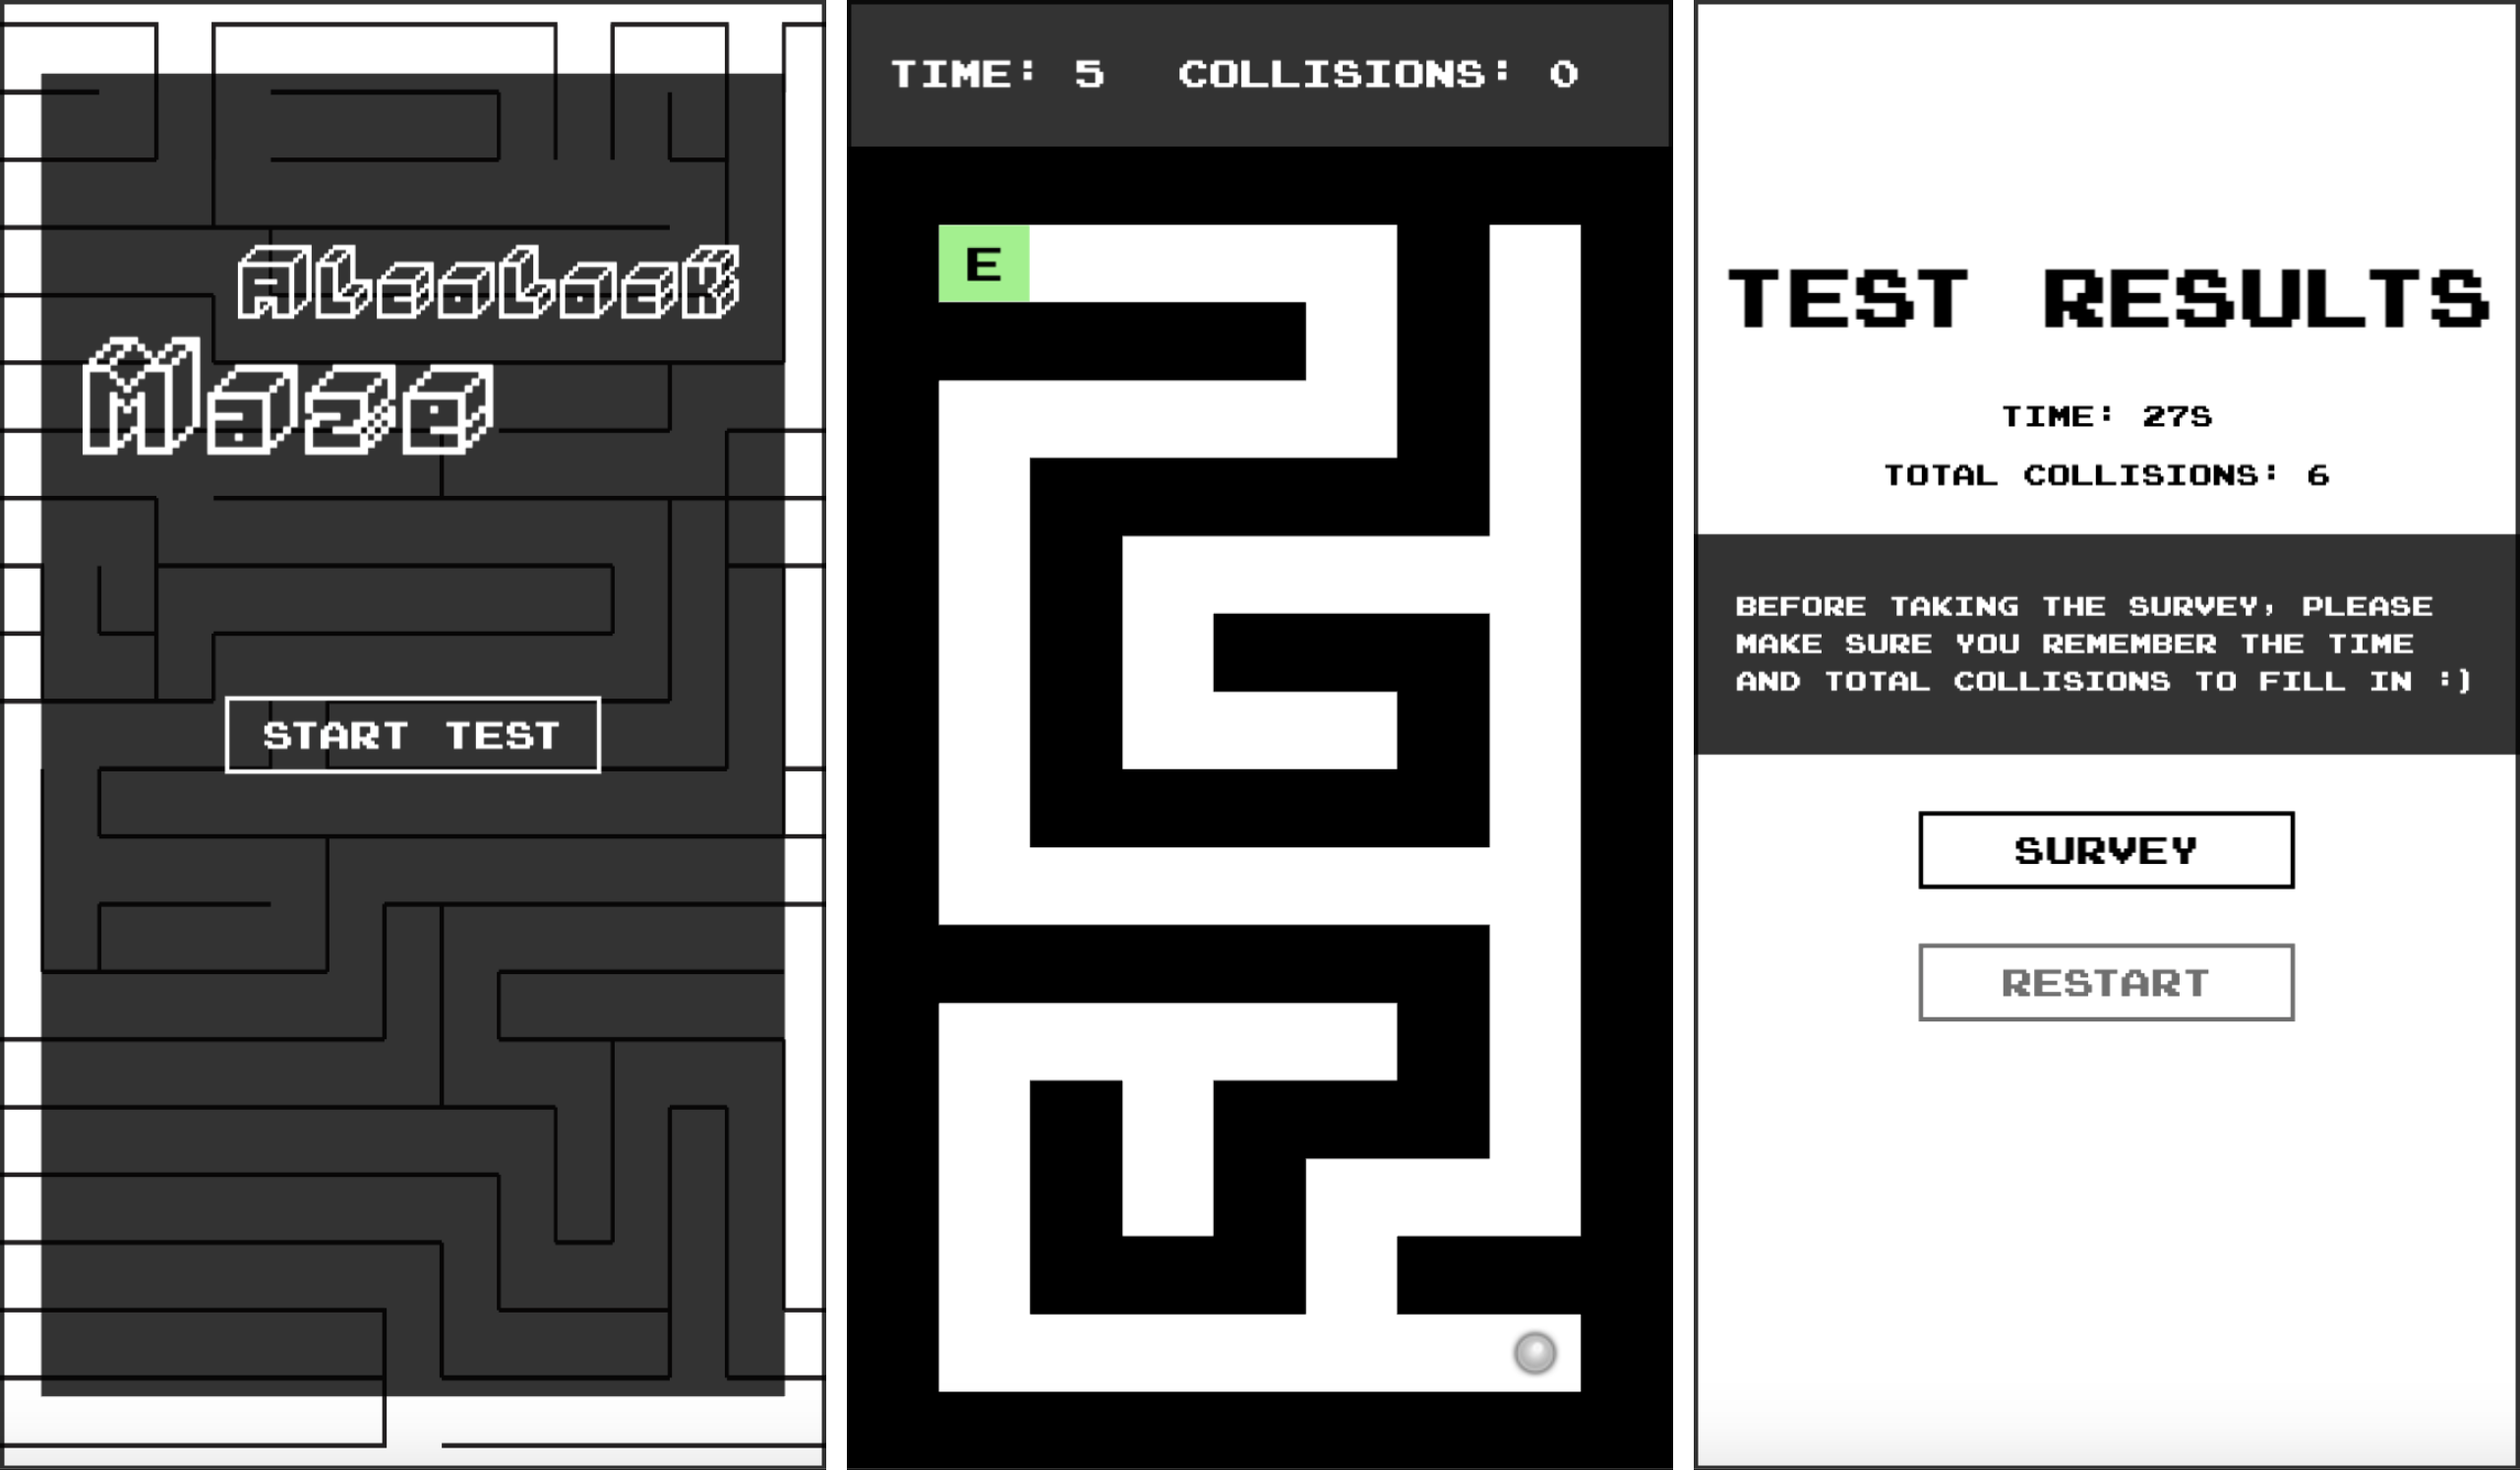 Alcolock
Maze
START TEST
TIME: 5 COLLISIONS: 0
E
TEST RESULTS
TIME: 27S
TOTAL COLLISIONS: 6
BEFORE TAKING THE SURVEY, PLEASE
MAKE SURE YOU REMEMBER THE TIME
AND TOTAL COLLISIONS TO FILL IN :)
SURVEY
RESTART